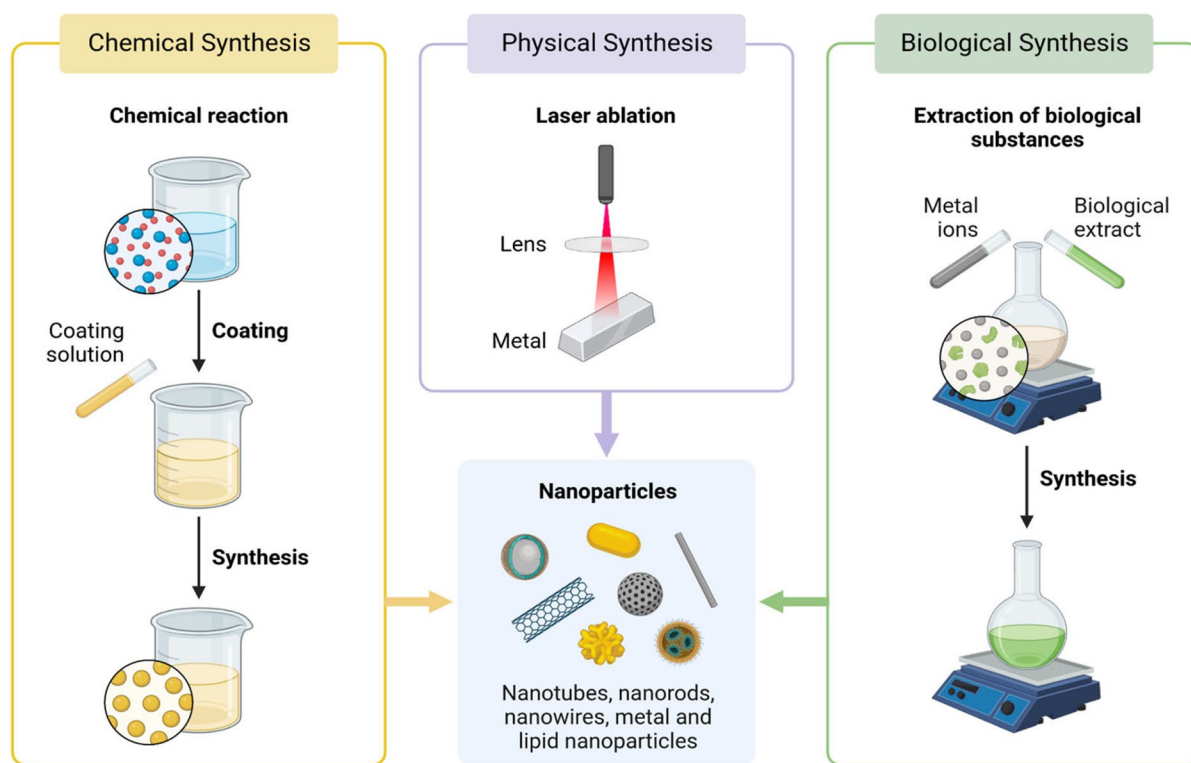 Chemical Synthesis
Chemical reaction
Coating
solution
Coating
Synthesis
Physical Synthesis
Laser ablation
Lens
Metal
Nanoparticles
Nanotubes, nanorods,
nanowires, metal and
lipid nanoparticles
Biological Synthesis
Extraction of biological
substances
Metal
ions
Biological
extract
Synthesis